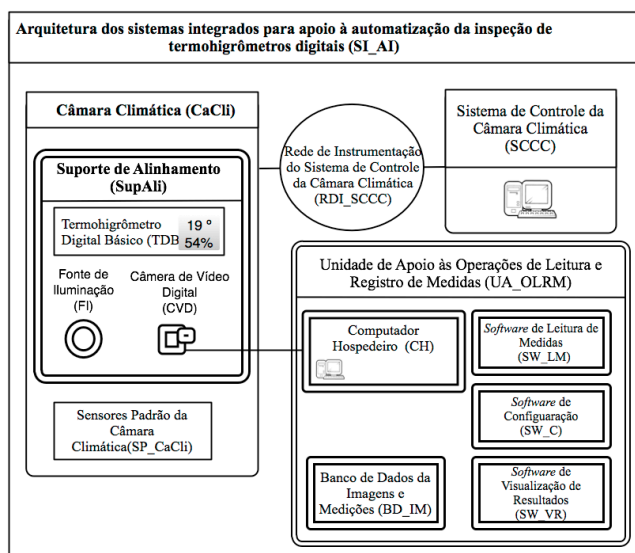 Arquitetura dos sistemas integrados para apoio à automatização da inspeção de
termohigrômetros digitais (SI_AI)
Câmara Climática (CaCli)
Suporte de Alinhamento
(SupAli)
Termohigrômetro
Digital Básico (TDB
19 º
54%
Fonte de
Iluminação
(FI)
Câmera de Vídeo
Digital
(CVD)
Sensores Padrão da
Câmara
Climática(SP_CaCli)
Rede de Instrumentação
do Sistema de Controle
da Câmara Climática
(RDI_SCCC)
Sistema de Controle da
Câmara Climática
(SCCC)
Unidade de Apoio às Operações de Leitura e
Registro de Medidas (UA_OLRM)
Computador
Hospedeiro (CH)
Software de Leitura de
Medidas
(SW_LM)
Software de
Configuaração
(SW_C)
Banco de Dados da
Imagens e
Medições (BD_IM)
Software de
Visualização de
Resultados
(SW_VR)